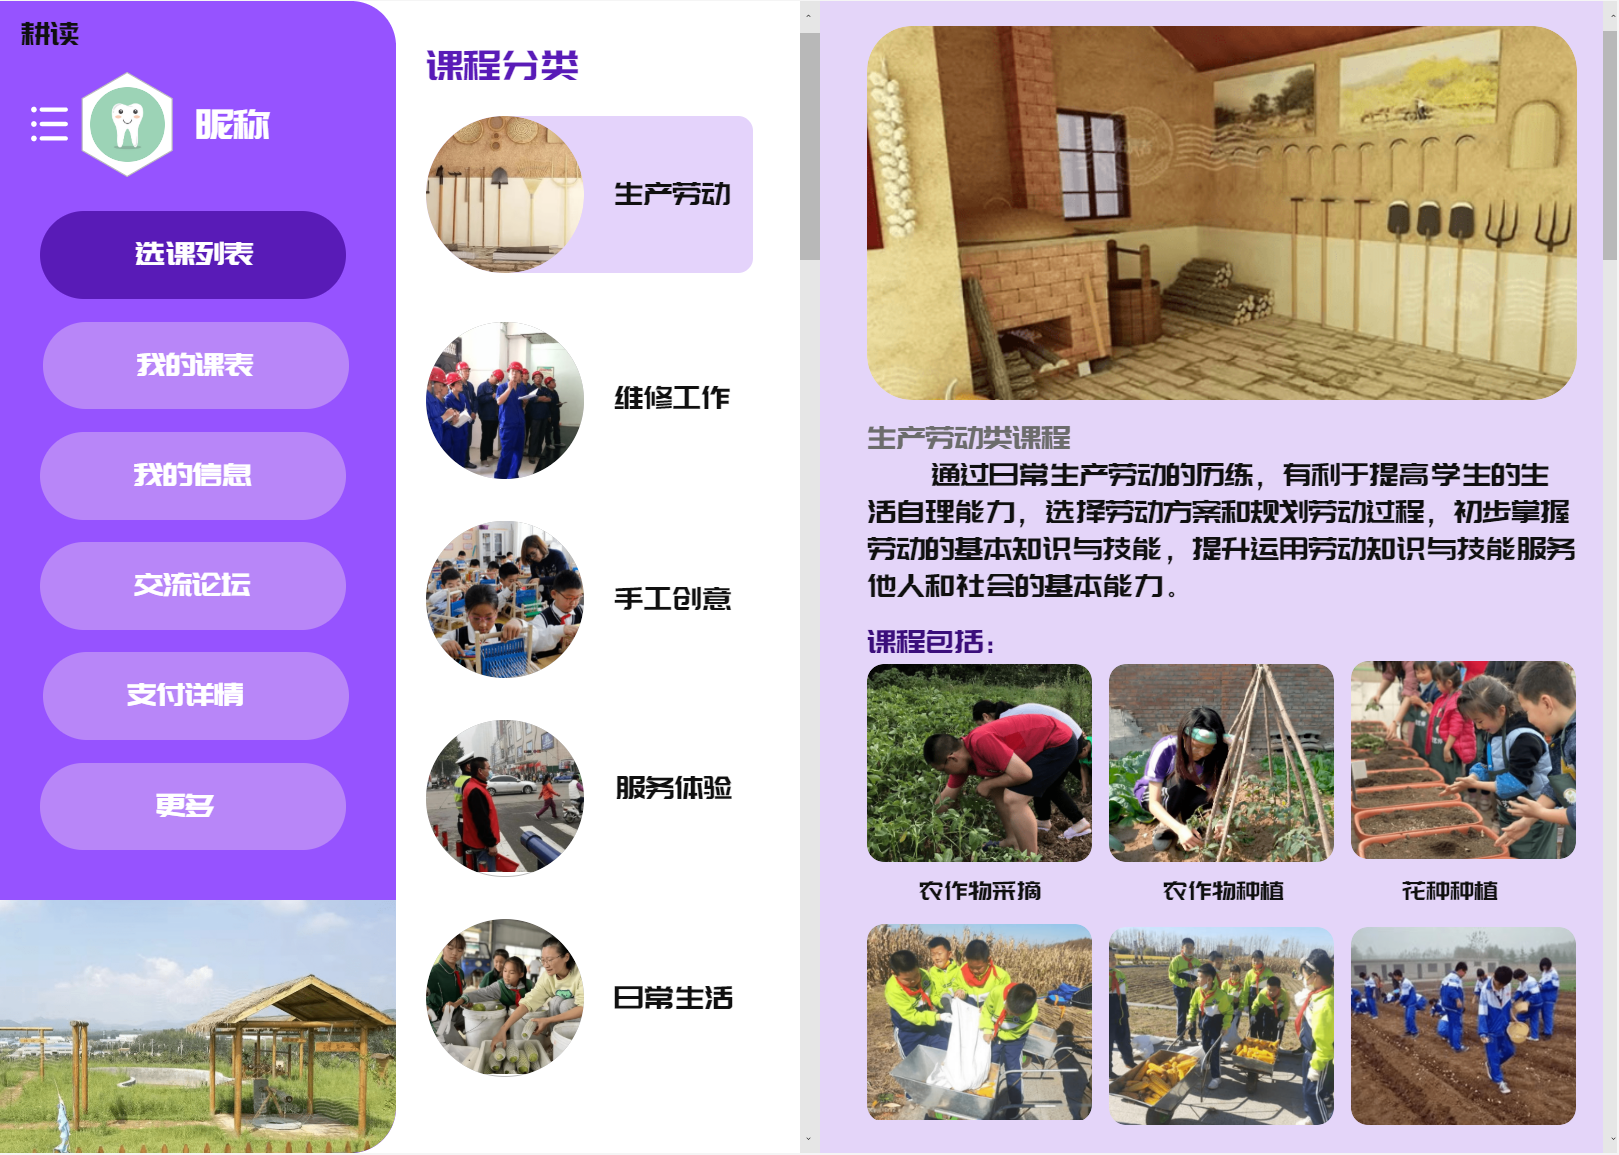 耕读
昵称
选课列表
我的课表
我的信息
交流论坛
支付详情
更多
课程分类
生产劳动
维修工作
手工创意
服务体验
日常生活
生产劳动类课程
通过日常生产劳动的历练，有利于提高学生的生
活自理能力，选择劳动方案和规划劳动过程，初步掌握
劳动的基本知识与技能，提升运用劳动知识与技能服务
他人和社会的基本能力。
课程包括：
农作物采摘
农作物种植
花种种植